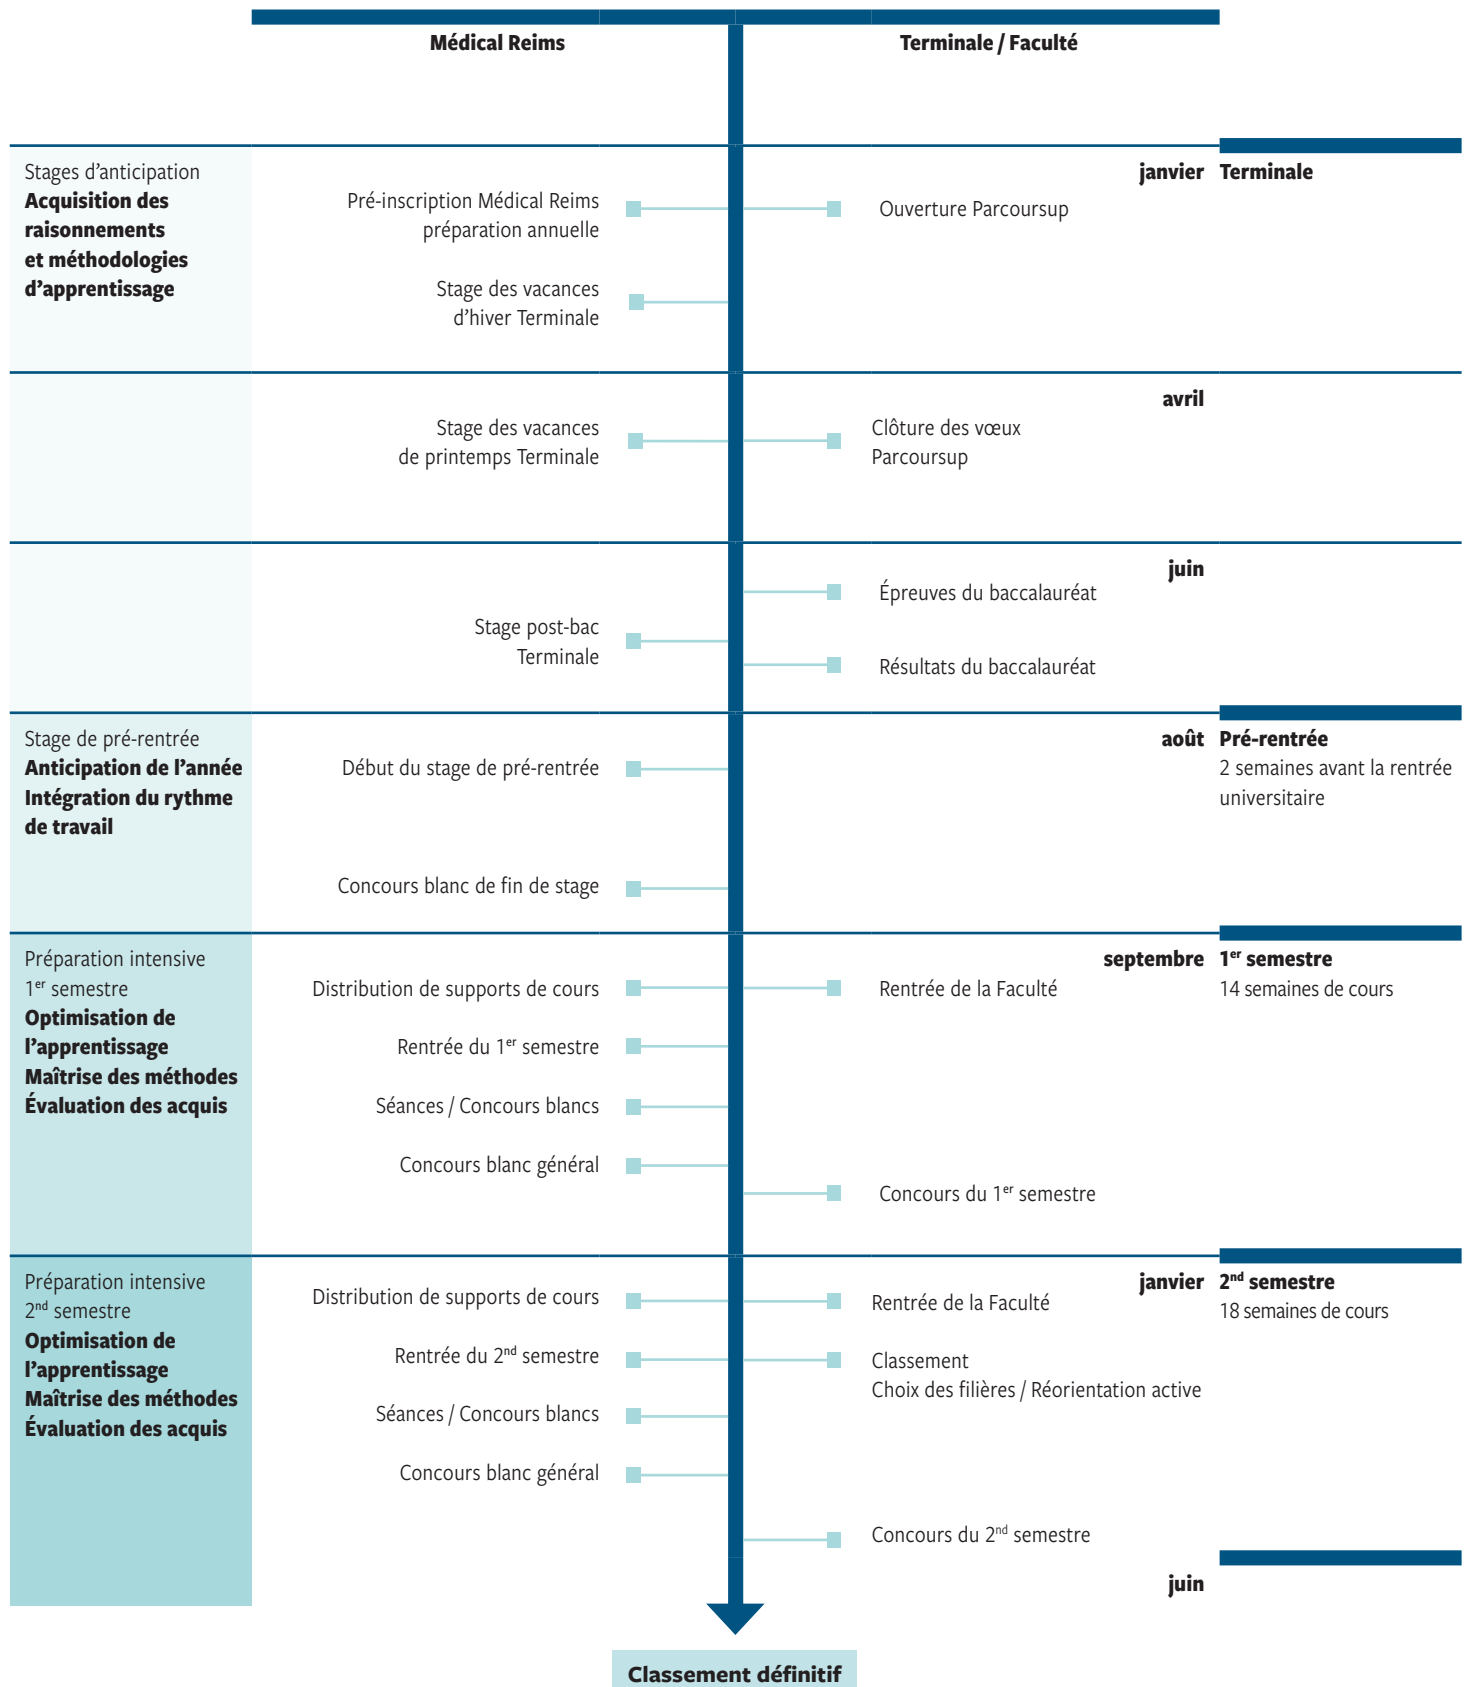 Médical Reims
Terminale / Faculté
Stages d’anticipation
Acquisition des
raisonnements
et méthodologies
d’apprentissage
Pré-inscription Médical Reims
préparation annuelle
Stage des vacances
d’hiver Terminale
Ouverture Parcoursup
janvier
Terminale
Stage des vacances
de printemps Terminale
Clôture des vœux
Parcoursup
avril
Stage post-bac
Terminale
juin
Épreuves du baccalauréat
Résultats du baccalauréat
Stage de pré-rentrée
Anticipation de l’année
Intégration du rythme
de travail
Début du stage de pré-rentrée
Concours blanc de fin de stage
août
Pré-rentrée
2 semaines avant la rentrée
universitaire
Préparation intensive
1er semestre
Optimisation de
l’apprentissage
Maîtrise des méthodes
Évaluation des acquis
Distribution de supports de cours
Rentrée du 1er semestre
Séances / Concours blancs
Concours blanc général
septembre
Rentrée de la Faculté
Concours du 1er semestre
1er semestre
14 semaines de cours
Préparation intensive
2nd semestre
Optimisation de
l’apprentissage
Maîtrise des méthodes
Évaluation des acquis
Distribution de supports de cours
Rentrée du 2nd semestre
Séances / Concours blancs
Concours blanc général
janvier
Rentrée de la Faculté
Classement
Choix des filières / Réorientation active
Concours du 2nd semestre
2nd semestre
18 semaines de cours
juin
Classement définitif